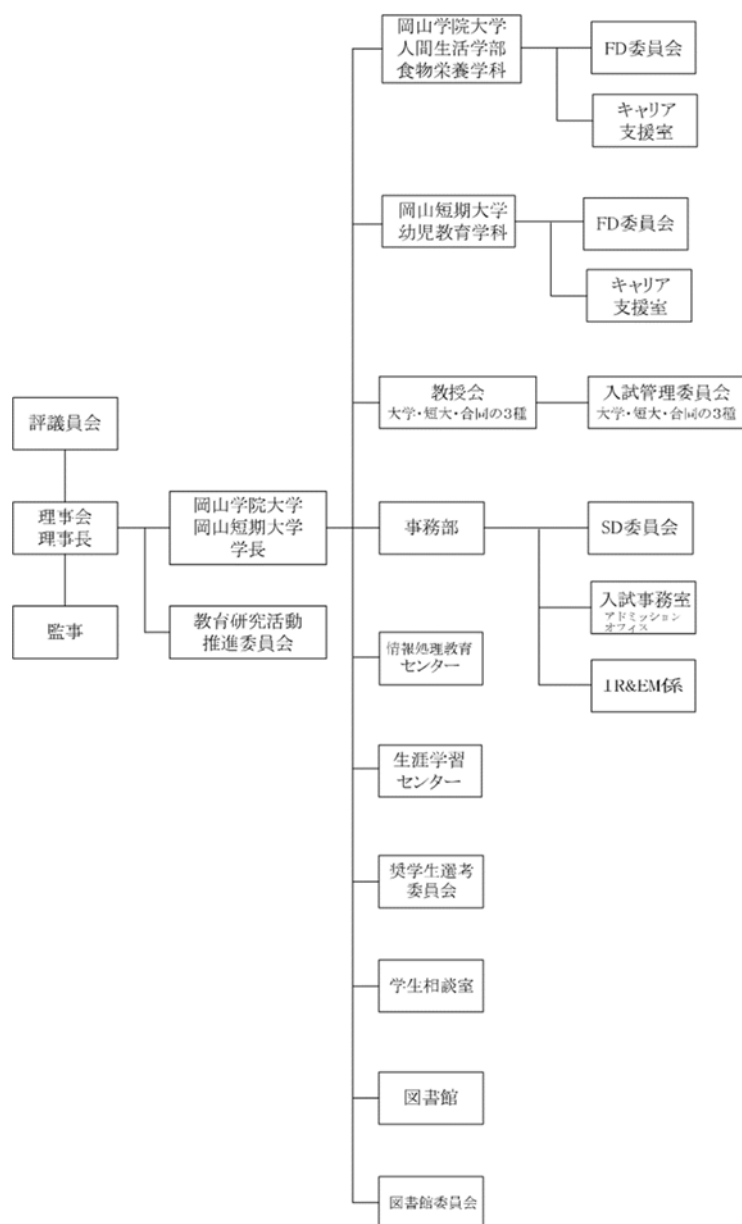 岡山学院大学
人間生活学部
食物栄養学科
FD委員会
キャリア
支援室
岡山短期大学
幼児教育学科
FD委員会
キャリア
支援室
教授会
大学・短大・合同の3種
入試管理委員会
大学・短大・合同の3種
評議員会
理事会
理事長
監事
岡山学院大学
岡山短期大学
学長
教育研究活動
推進委員会
事務部
SD委員会
入試事務室
アドミッション
オフィス
IR&EM係
情報処理教育
センター
生涯学習
センター
奨学生選考
委員会
学生相談室
図書館
図書館委員会